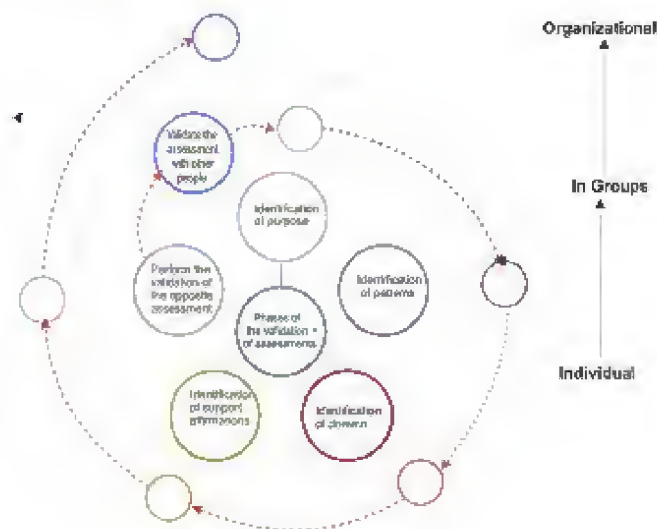 Organizational
Validate the
assessment
with other
people
In Groups
Identification
of purpose
Perform the
validation of
the opposite
assessment
Identification
of patterns
Phases of
the validation
of assessments
Individual
Identification
of support
affirmations
Identification
of domain